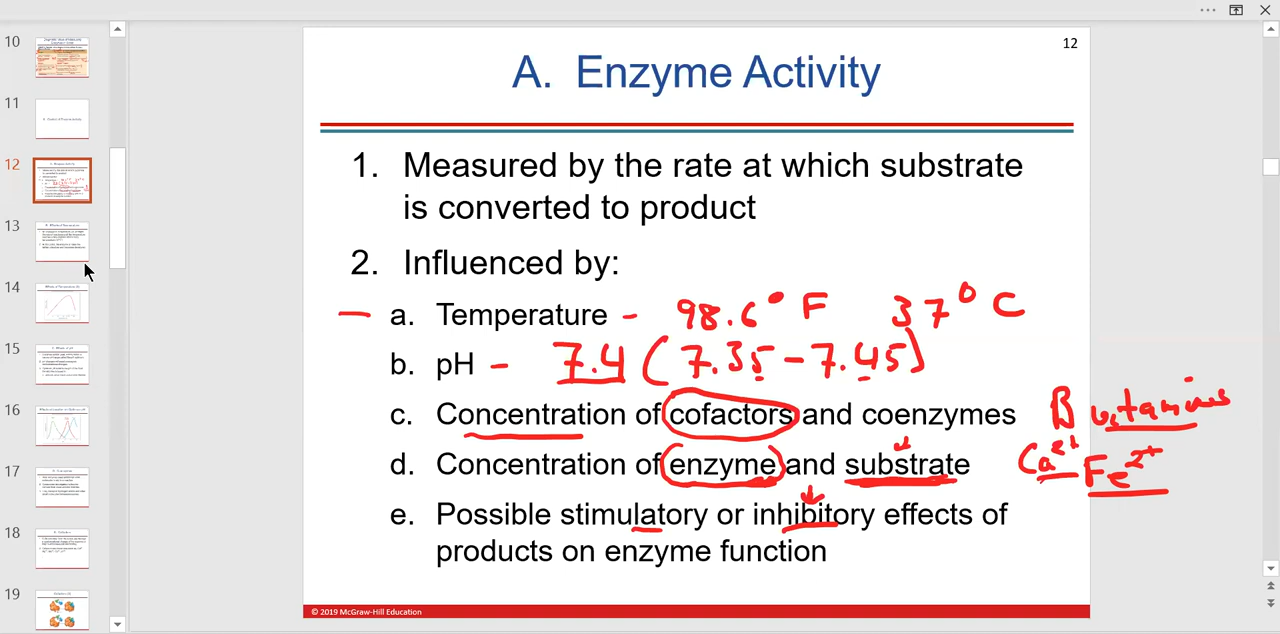 10
11
12
13
14
15
16
17
18
19
12
A. Enzyme Activity
1. Measured by the rate at which substrate
is converted to product
2. Influenced by:
a. Temperature - 98.6° F 37° C
b. pH - 7.4 (7.35 - 7.45)
c. Concentration of cofactors and coenzymes B vitamins
d. Concentration of enzyme and substrate Ca2+ Fe2+
e. Possible stimulatory or inhibitory effects of
products on enzyme function
© 2019 McGraw-Hill Education